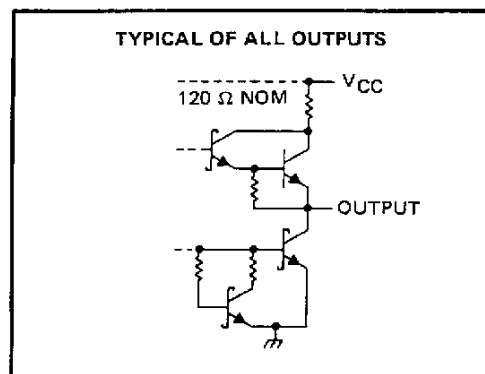 TYPICAL OF ALL OUTPUTS
VCC
120 Ω NOM
OUTPUT